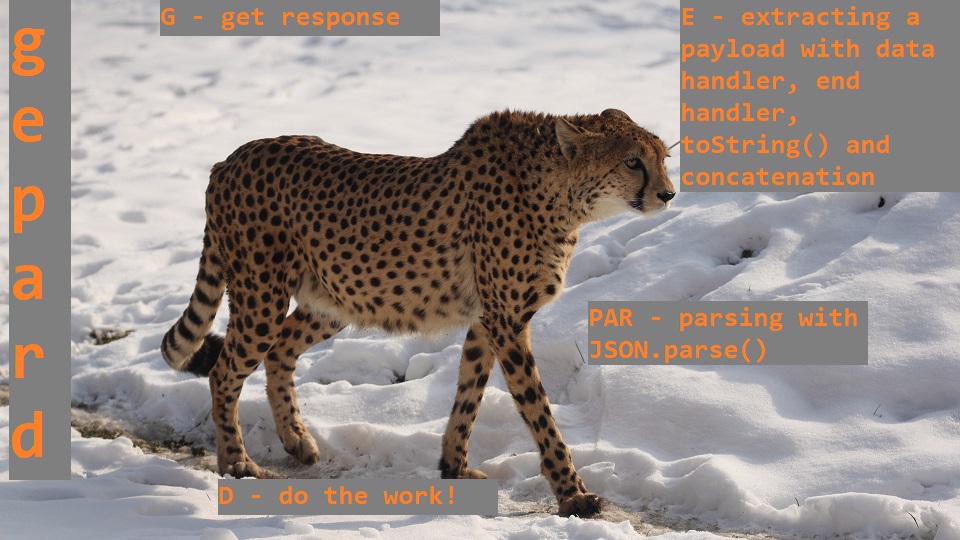 gepard
G - get response
E - extracting a
payload with data
handler, end
handler,
toString() and
concatenation
PAR - parsing with
JSON.parse()
D - do the work!